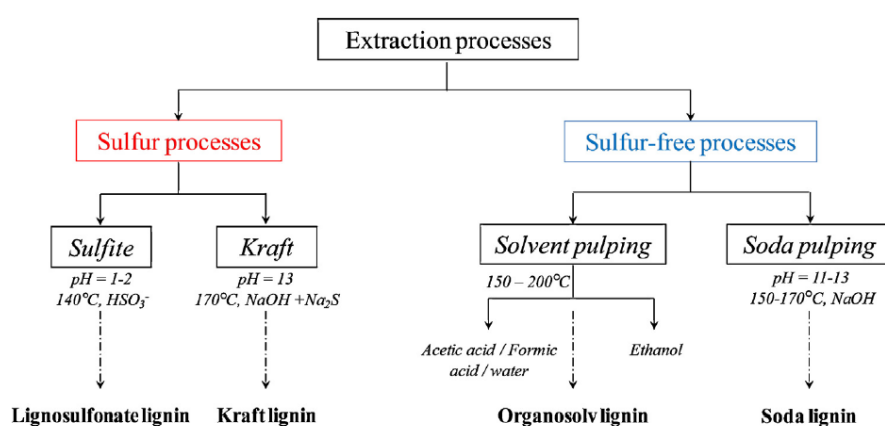 Extraction processes
Sulfur processes
Sulfur-free processes
Sulfite
Kraft
Solvent pulping
Soda pulping
pH = 1-2
140°C, HSO₃⁻
pH = 13
170°C, NaOH +Na₂S
150 – 200°C
pH = 11-13
150-170°C, NaOH
Acetic acid / Formic
acid / water
Ethanol
Lignosulfonate lignin
Kraft lignin
Organosolv lignin
Soda lignin